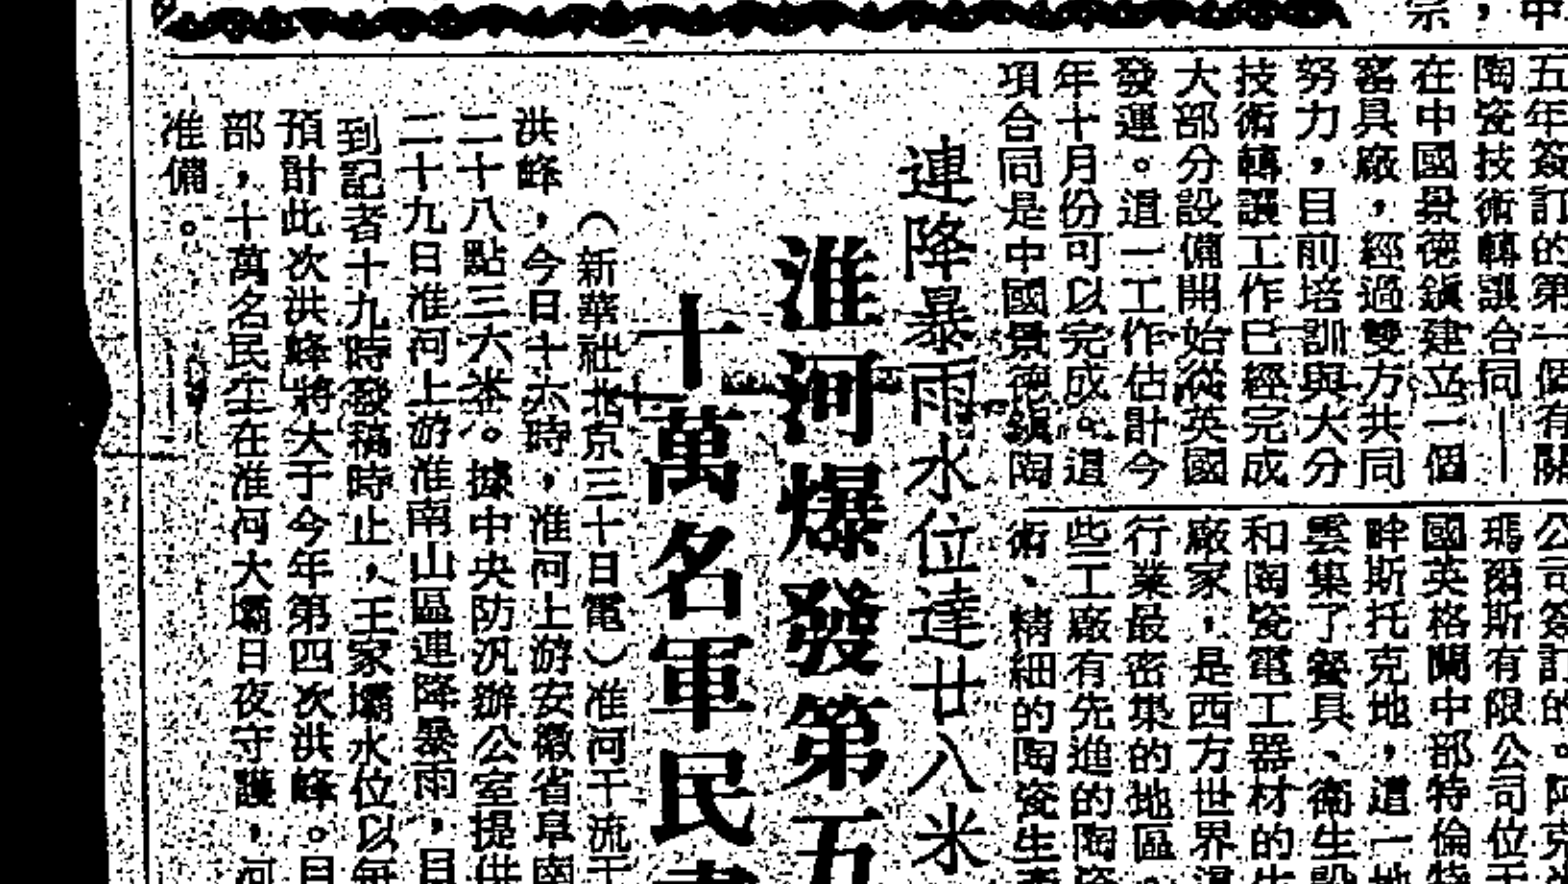 宗，中
五年簽訂的第一個有關
陶瓷技術轉讓合同——
在中國景德鎮建立一個
窰具廠，經過雙方共同
努力，目前培訓與大分
技術轉讓工作已經完成
大部分設備開始從英國
發運。這一工作估計今
年十月份可以完成。這
項合同是中國景德鎮陶
公司簽訂的
瑪爾斯有限公司位于
國英格蘭中部特倫特
畔斯托克地，這一地
雲集了餐具、衛生設
和陶瓷電工器材的生
廠家，是西方世界
行業最密集的地區。
些工廠有先進的陶瓷
術、精細的陶瓷生產
連降暴雨水位達廿八米
淮河爆發第五
十萬名軍民
（新華社北京三十日電）淮河干流王
洪峰，今日十六時，淮河上游安徽省阜南
二十八點三六米。據中央防汛辦公室提供
二十九日淮河上游淮南山區連降暴雨，目
到記者十九時發稿時止，王家壩水位以每
預計此次洪峰將大于今年第四次洪峰。目
部，十萬名民在淮河大壩日夜守護，河
准備。